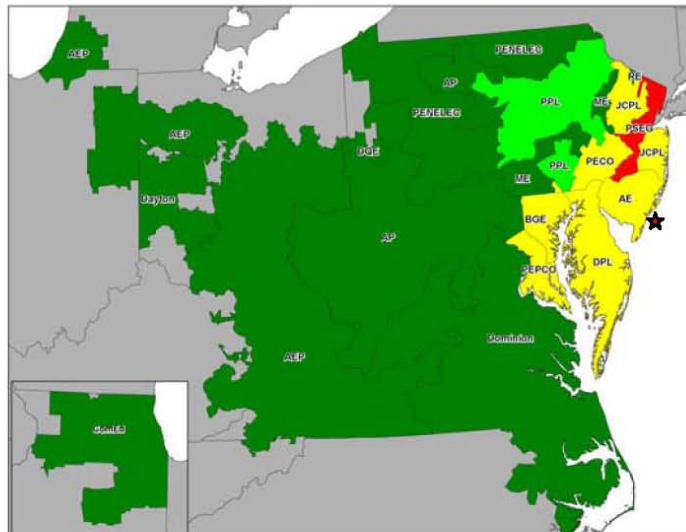 AEP
PENELEC
RE
AP
JCPL
PPL
ME
PENELEC
AEP
PSEG
DQE
JCPL
PECO
PPL
ME
Dayton
AE
BGE
AP
PEPCO
DPL
Dominion
AEP
ComEd